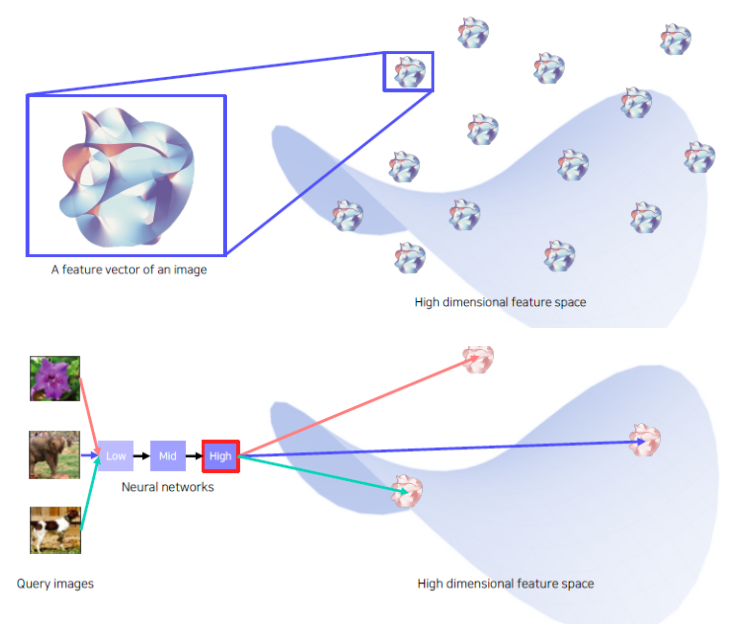 A feature vector of an image
High dimensional feature space
Low
Mid
High
Neural networks
Query images
High dimensional feature space